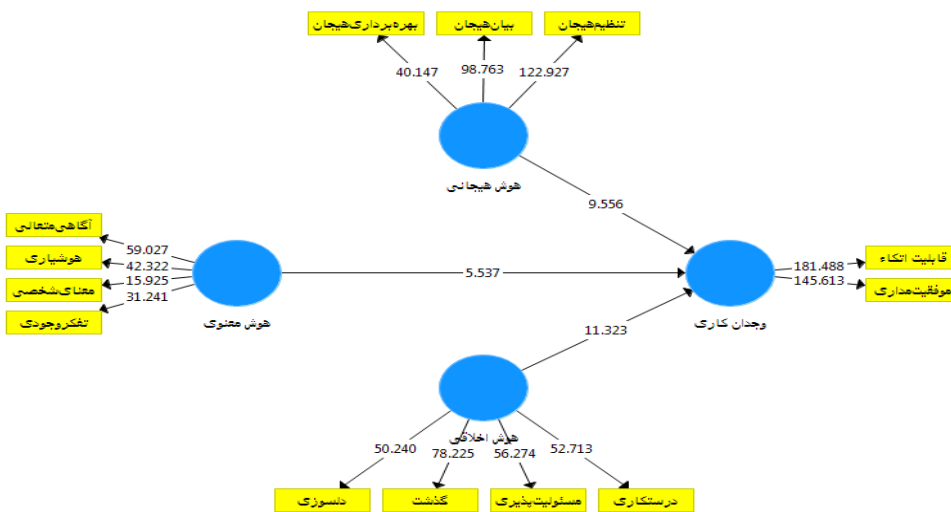 بهره‌برداری‌هیجان
بیان‌هیجان
تنظیم‌هیجان
40.147
98.763
122.927
هوش هیجانی
9.556
آگاهی‌متعالی
هوشیاری
معنای‌شخصی
تفکروجودی
59.027
42.322
15.925
31.241
هوش معنوی
5.537
قابلیت اتکاء
موفقیت‌مداری
181.488
145.613
وجدان کاری
11.323
هوش اخلاقی
50.240
78.225
56.274
52.713
دلسوزی
گذشت
مسئولیت‌پذیری
درستکاری